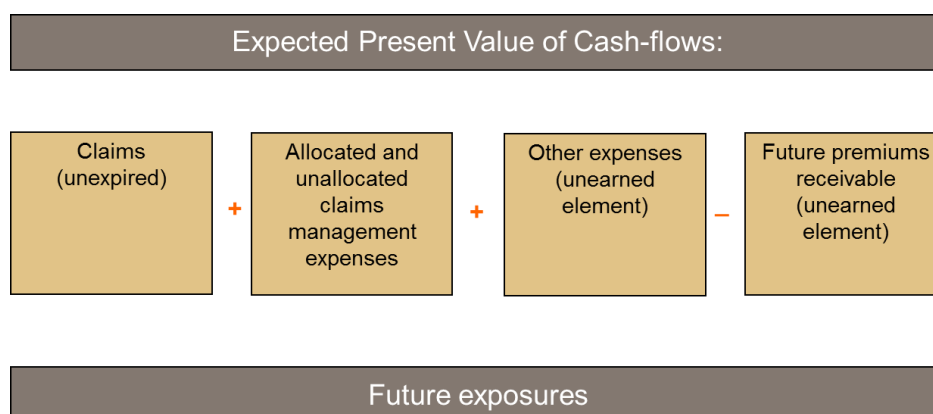 Expected Present Value of Cash-flows:
Claims
(unexpired)
+
Allocated and
unallocated
claims
management
expenses
+
Other expenses
(unearned
element)
–
Future premiums
receivable
(unearned
element)
Future exposures